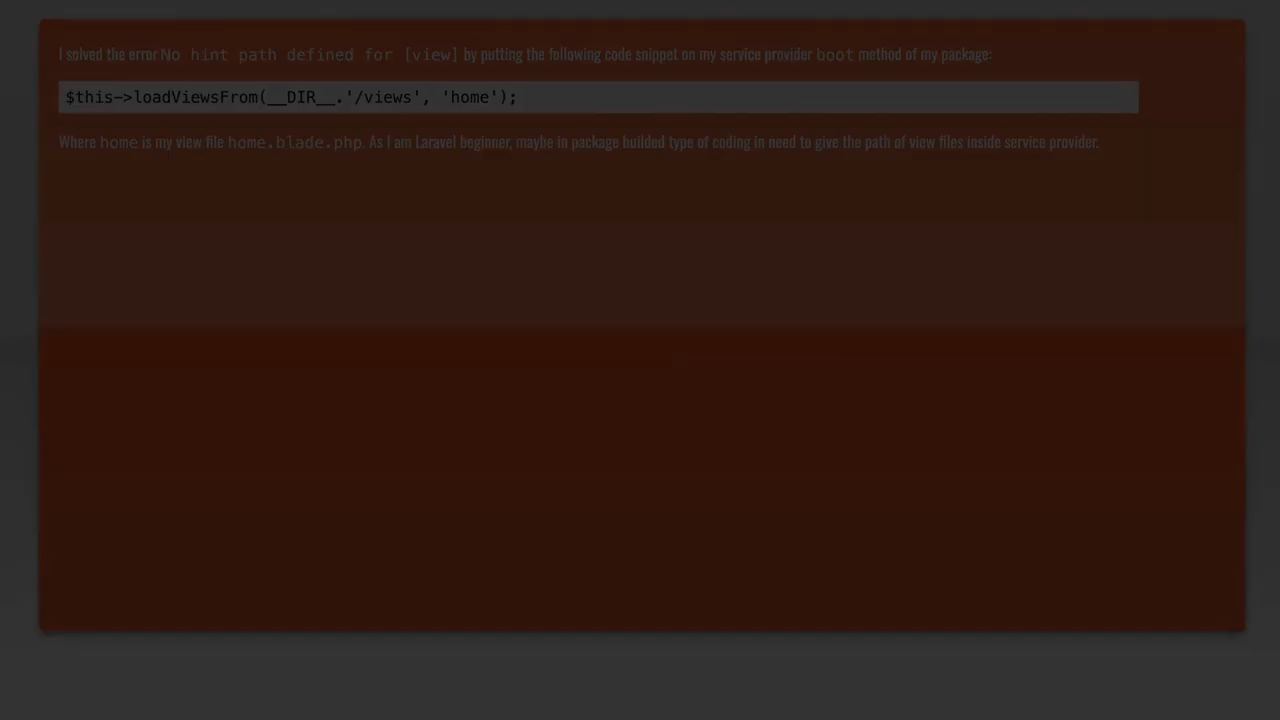 I solved the error No hint path defined for [view] by putting the following code snippet on my service provider boot method of my package:
$this->loadViewsFrom(__DIR__.'/views', 'home');
Where home is my view file home.blade.php. As I am Laravel beginner, maybe in package builded type of coding in need to give the path of view files inside service provider.